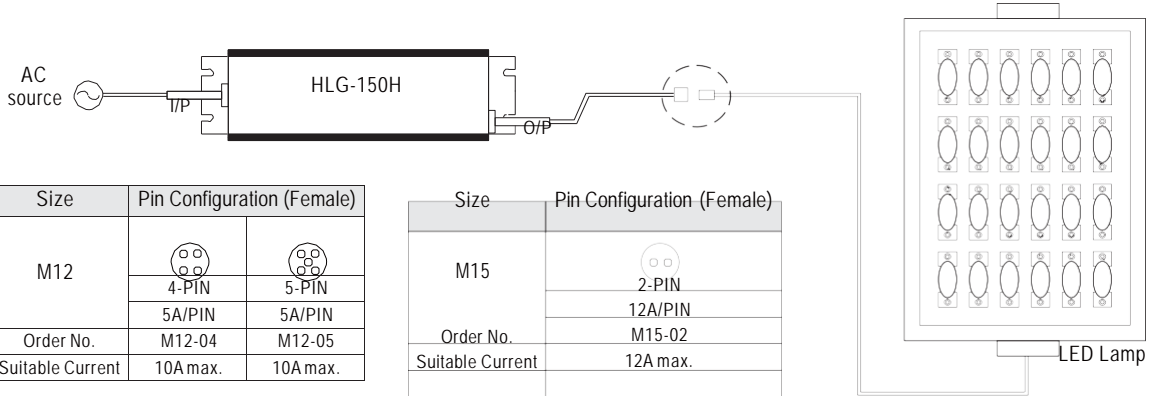 AC
source
I/P
HLG-150H
O/P
Size Pin Configuration (Female)
M12
4-PIN 5-PIN
5A/PIN 5A/PIN
Order No. M12-04 M12-05
Suitable Current 10A max. 10A max.
Size Pin Configuration (Female)
M15
2-PIN
12A/PIN
Order No. M15-02
Suitable Current 12A max.
LED Lamp